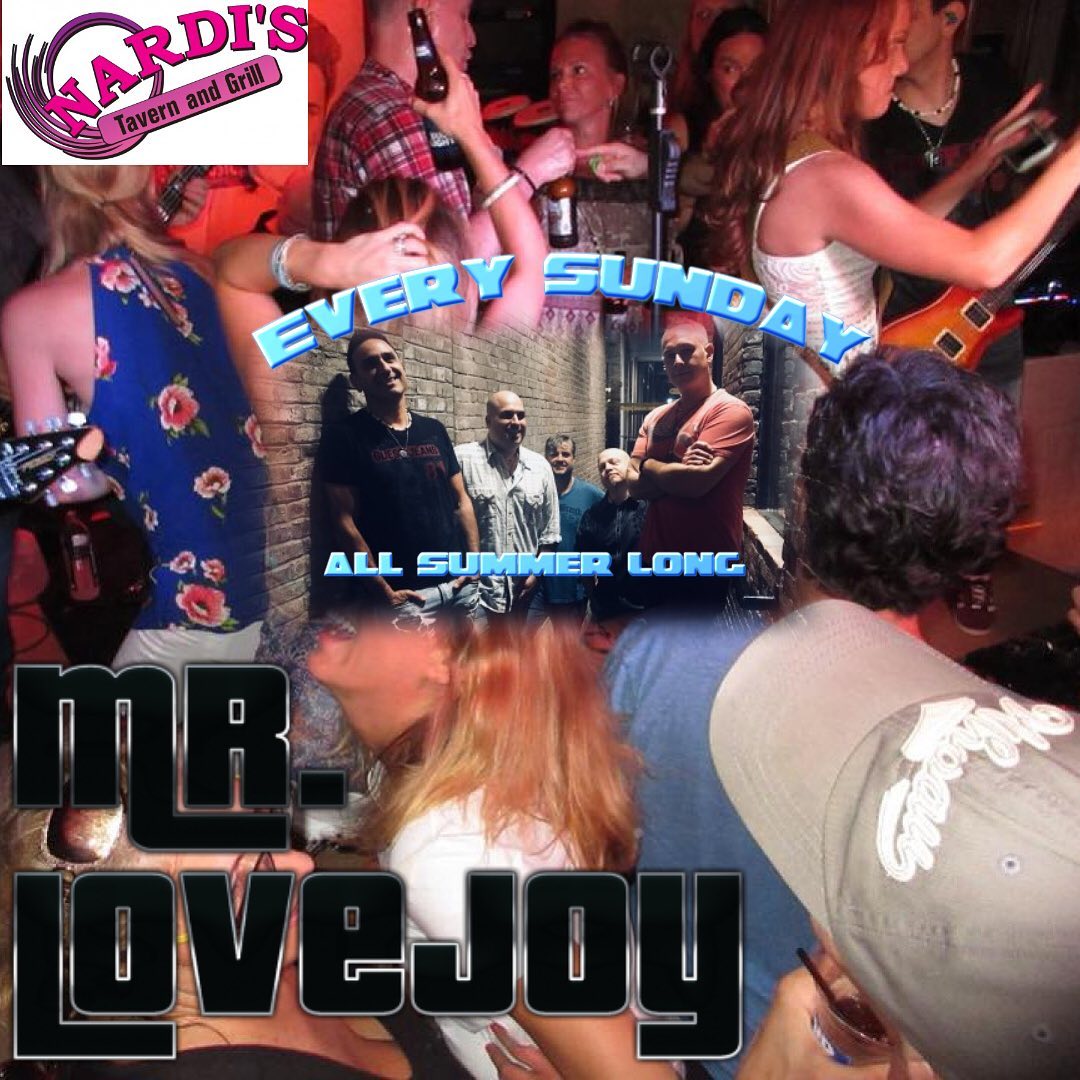 NARDI'S
Tavern and Grill
EVERY SUNDAY
ALL SUMMER LONG
MR.
LOVEJOY